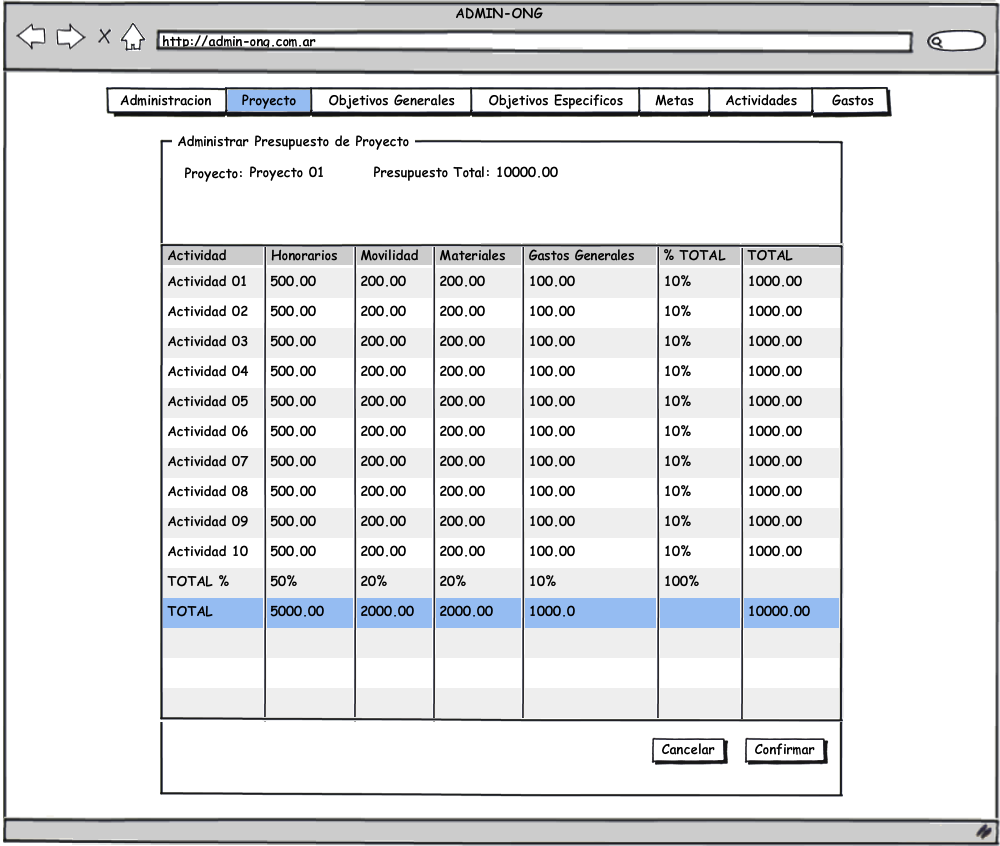 ADMIN-ONG
http://admin-ong.com.ar
Administracion Proyecto Objetivos Generales Objetivos Especificos Metas Actividades Gastos
Administrar Presupuesto de Proyecto
Proyecto: Proyecto 01 Presupuesto Total: 10000.00
Actividad Honorarios Movilidad Materiales Gastos Generales % TOTAL TOTAL
Actividad 01 500.00 200.00 200.00 100.00 10% 1000.00
Actividad 02 500.00 200.00 200.00 100.00 10% 1000.00
Actividad 03 500.00 200.00 200.00 100.00 10% 1000.00
Actividad 04 500.00 200.00 200.00 100.00 10% 1000.00
Actividad 05 500.00 200.00 200.00 100.00 10% 1000.00
Actividad 06 500.00 200.00 200.00 100.00 10% 1000.00
Actividad 07 500.00 200.00 200.00 100.00 10% 1000.00
Actividad 08 500.00 200.00 200.00 100.00 10% 1000.00
Actividad 09 500.00 200.00 200.00 100.00 10% 1000.00
Actividad 10 500.00 200.00 200.00 100.00 10% 1000.00
TOTAL % 50% 20% 20% 10% 100%
TOTAL 5000.00 2000.00 2000.00 1000.0 10000.00
Cancelar Confirmar